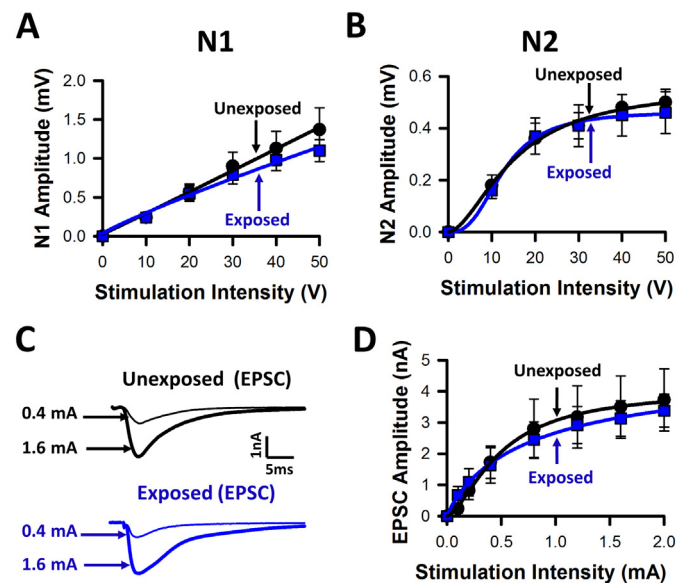 A
N1
N1 Amplitude (mV)
2.0
1.5
1.0
0.5
0.0
Unexposed
Exposed
0 10 20 30 40 50
Stimulation Intensity (V)
B
N2
N2 Amplitude (mV)
0.6
0.4
0.2
0.0
Unexposed
Exposed
0 10 20 30 40 50
Stimulation Intensity (V)
C
Unexposed (EPSC)
0.4 mA
1.6 mA
1nA
5ms
Exposed (EPSC)
0.4 mA
1.6 mA
D
EPSC Amplitude (nA)
5
4
3
2
1
0
Unexposed
Exposed
0.0 0.5 1.0 1.5 2.0
Stimulation Intensity (mA)